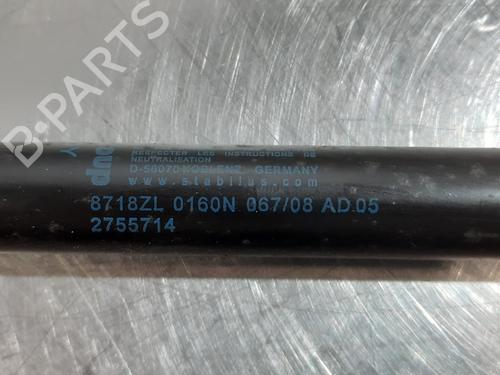 B-PARTS
RESPECTER LES INSTRUCTIONS DE
NEUTRALISATION
D-56070 KOBLENZ, GERMANY
www.stabilus.com
8718ZL 0160N 067/08 AD 05
2755714